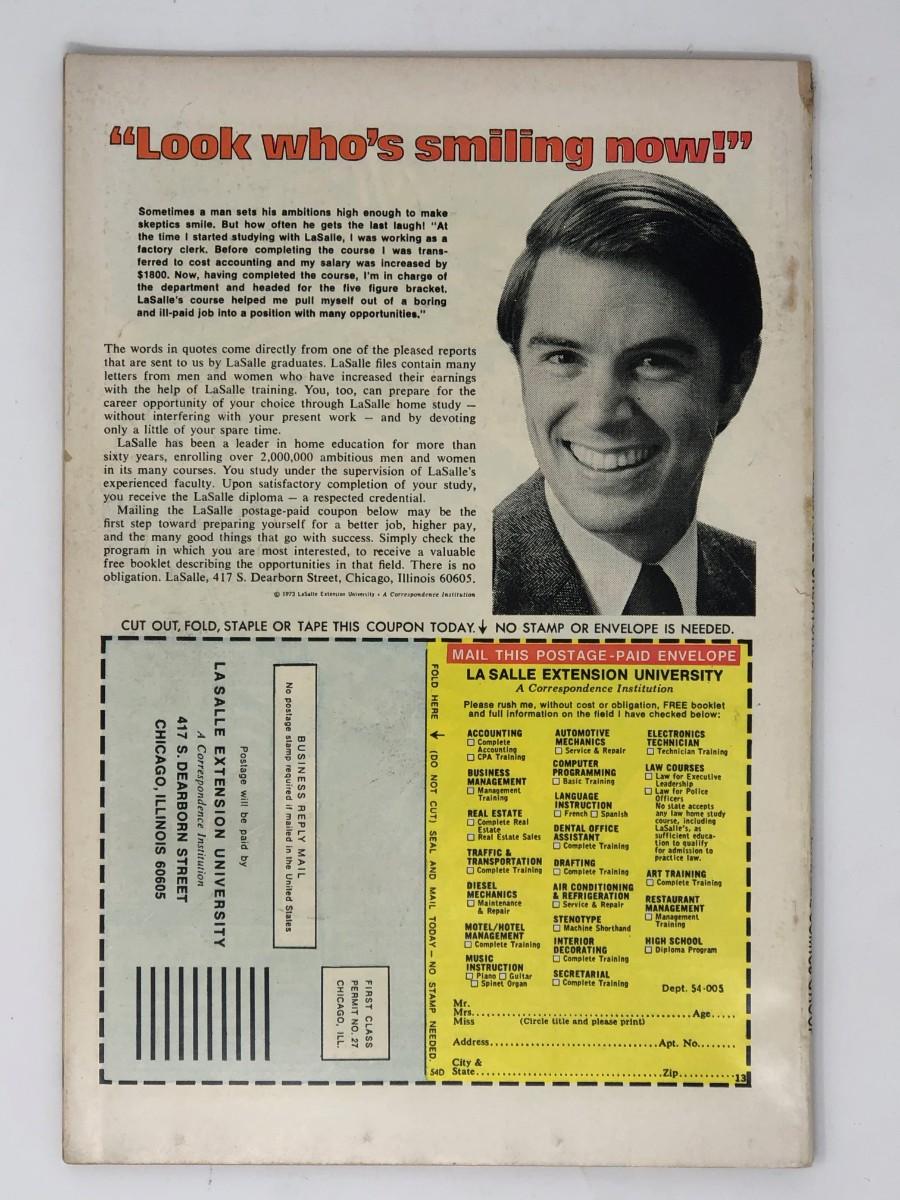 “Look who’s smiling now!”
Sometimes a man sets his ambitions high enough to make
skeptics smile. But how often he gets the last laugh! "At
the time I started studying with LaSalle, I was working as a
factory clerk. Before completing the course I was trans-
ferred to cost accounting and my salary was increased by
$1800. Now, having completed the course, I'm in charge of
the department and headed for the five figure bracket.
LaSalle's course helped me pull myself out of a boring
and ill-paid job into a position with many opportunities."
The words in quotes come directly from one of the pleased reports
that are sent to us by LaSalle graduates. LaSalle files contain many
letters from men and women who have increased their earnings
with the help of LaSalle training. You, too, can prepare for the
career opportunity of your choice through LaSalle home study —
without interfering with your present work — and by devoting
only a little of your spare time.
LaSalle has been a leader in home education for more than
sixty years, enrolling over 2,000,000 ambitious men and women
in its many courses. You study under the supervision of LaSalle's
experienced faculty. Upon satisfactory completion of your study,
you receive the LaSalle diploma — a respected credential.
Mailing the LaSalle postage-paid coupon below may be the
first step toward preparing yourself for a better job, higher pay,
and the many good things that go with success. Simply check the
program in which you are most interested, to receive a valuable
free booklet describing the opportunities in that field. There is no
obligation. LaSalle, 417 S. Dearborn Street, Chicago, Illinois 60605.
© 1973 LaSalle Extension University • A Correspondence Institution
CUT OUT, FOLD, STAPLE OR TAPE THIS COUPON TODAY. ↓ NO STAMP OR ENVELOPE IS NEEDED.
FIRST CLASS
PERMIT NO. 27
CHICAGO, ILL.
BUSINESS REPLY MAIL
No postage stamp required if mailed in the United States
Postage will be paid by
LA SALLE EXTENSION UNIVERSITY
A Correspondence Institution
417 S. DEARBORN STREET
CHICAGO, ILLINOIS 60605
FOLD HERE ↓ (DO NOT CUT) SEAL AND MAIL TODAY – NO STAMP NEEDED.
54D
MAIL THIS POSTAGE-PAID ENVELOPE
LA SALLE EXTENSION UNIVERSITY
A Correspondence Institution
Please rush me, without cost or obligation, FREE booklet
and full information on the field I have checked below:
ACCOUNTING
☐ Complete
Accounting
☐ CPA Training
BUSINESS
MANAGEMENT
☐ Management
Training
REAL ESTATE
☐ Complete Real
Estate
☐ Real Estate Sales
TRAFFIC &
TRANSPORTATION
☐ Complete Training
DIESEL
MECHANICS
☐ Maintenance
& Repair
MOTEL/HOTEL
MANAGEMENT
☐ Complete Training
MUSIC
INSTRUCTION
☐ Piano ☐ Guitar
☐ Spinet Organ
AUTOMOTIVE
MECHANICS
☐ Service & Repair
COMPUTER
PROGRAMMING
☐ Basic Training
LANGUAGE
INSTRUCTION
☐ French ☐ Spanish
DENTAL OFFICE
ASSISTANT
☐ Complete Training
DRAFTING
☐ Complete Training
AIR CONDITIONING
& REFRIGERATION
☐ Service & Repair
STENOTYPE
☐ Machine Shorthand
INTERIOR
DECORATING
☐ Complete Training
SECRETARIAL
☐ Complete Training
ELECTRONICS
TECHNICIAN
☐ Technician Training
LAW COURSES
☐ Law for Executive
Leadership
☐ Law for Police
Officers
No state accepts
any law home study
course, including
LaSalle's, as
sufficient educa-
tion to qualify
for admission to
practice law.
ART TRAINING
☐ Complete Training
RESTAURANT
MANAGEMENT
☐ Management
Training
HIGH SCHOOL
☐ Diploma Program
Dept. 54-005
Mr.
Mrs. Age
Miss (Circle title and please print)
Address Apt. No.
City &
State Zip
13